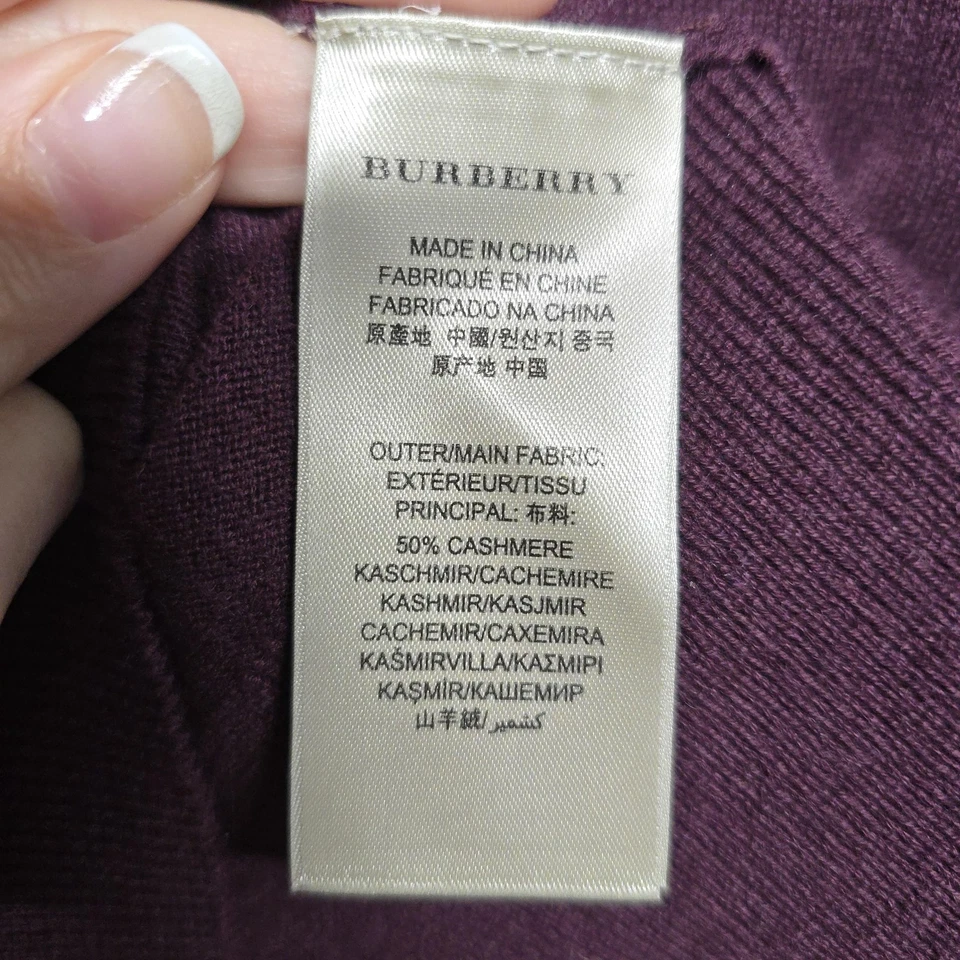 BURBERRY
MADE IN CHINA
FABRIQUÉ EN CHINE
FABRICADO NA CHINA
原產地 中國/원산지 중국
原产地 中国
OUTER/MAIN FABRIC:
EXTÉRIEUR/TISSU
PRINCIPAL: 布料:
50% CASHMERE
KASCHMIR/CACHEMIRE
KASHMIR/KASJMIR
CACHEMIR/CAXEMIRA
KAŠMIRVILLA/ΚΑΣΜΙΡΙ
KAŞMİR/КАШЕМИР
山羊絨/كشمير